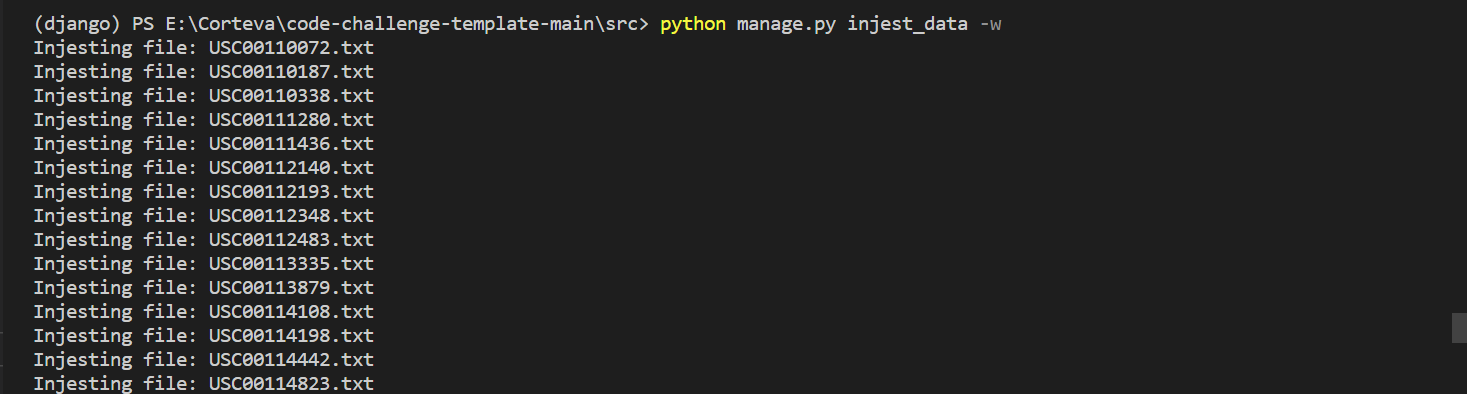 (django) PS E:\Corteva\code-challenge-template-main\src> python manage.py injest_data -w
Injesting file: USC00110072.txt
Injesting file: USC00110187.txt
Injesting file: USC00110338.txt
Injesting file: USC00111280.txt
Injesting file: USC00111436.txt
Injesting file: USC00112140.txt
Injesting file: USC00112193.txt
Injesting file: USC00112348.txt
Injesting file: USC00112483.txt
Injesting file: USC00113335.txt
Injesting file: USC00113879.txt
Injesting file: USC00114108.txt
Injesting file: USC00114198.txt
Injesting file: USC00114442.txt
Injesting file: USC00114823.txt